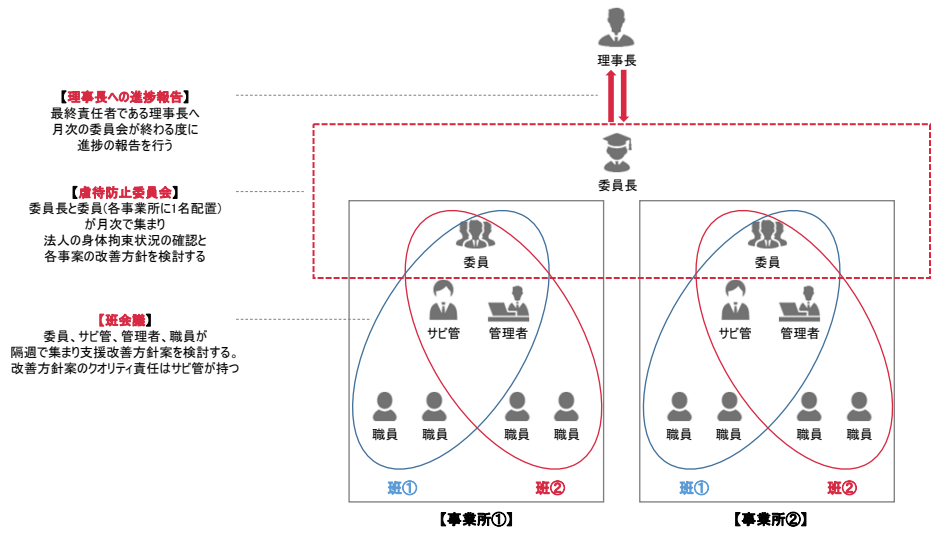 理事長
【理事長への進捗報告】
最終責任者である理事長へ
月次の委員会が終わる度に
進捗の報告を行う
委員長
【虐待防止委員会】
委員長と委員(各事業所に1名配置)
が月次で集まり
法人の身体拘束状況の確認と
各事案の改善方針を検討する
委員
委員
【班会議】
委員、サビ管、管理者、職員が
隔週で集まり支援改善方針案を検討する。
改善方針案のクオリティ責任はサビ管が持つ
サビ管
管理者
サビ管
管理者
職員
職員
職員
職員
職員
職員
職員
職員
班①
班②
班①
班②
【事業所①】
【事業所②】